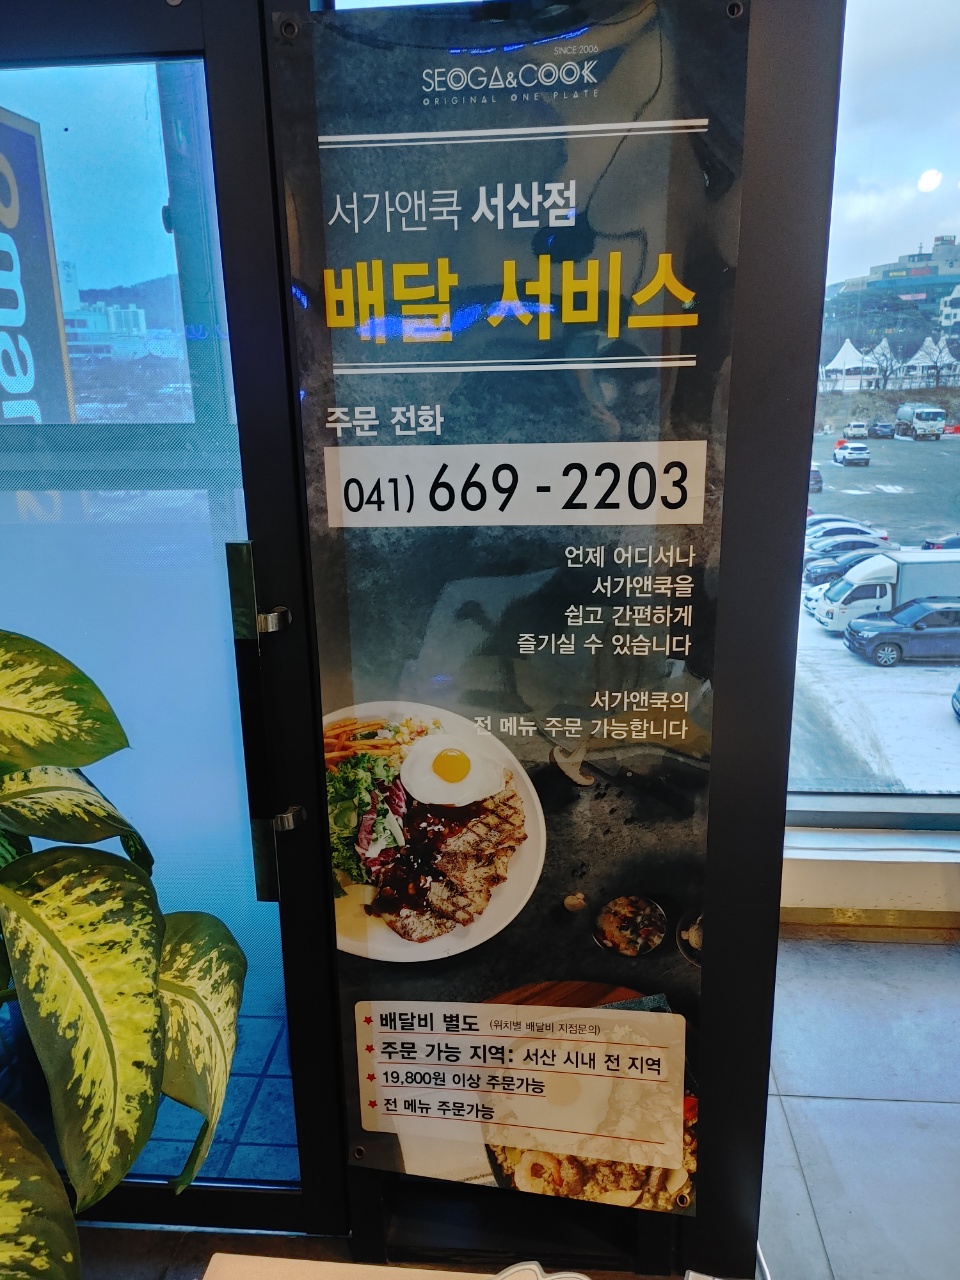 SINCE 2006
SEOGA&COOK
ORIGINAL ONE PLATE
서가앤쿡 서산점
배달 서비스
주문 전화
041) 669 - 2203
언제 어디서나
서가앤쿡을
쉽고 간편하게
즐기실 수 있습니다
서가앤쿡의
전 메뉴 주문 가능합니다
배달비 별도 (위치별 배달비 지점문의)
주문 가능 지역: 서산 시내 전 지역
19,800원 이상 주문가능
전 메뉴 주문가능